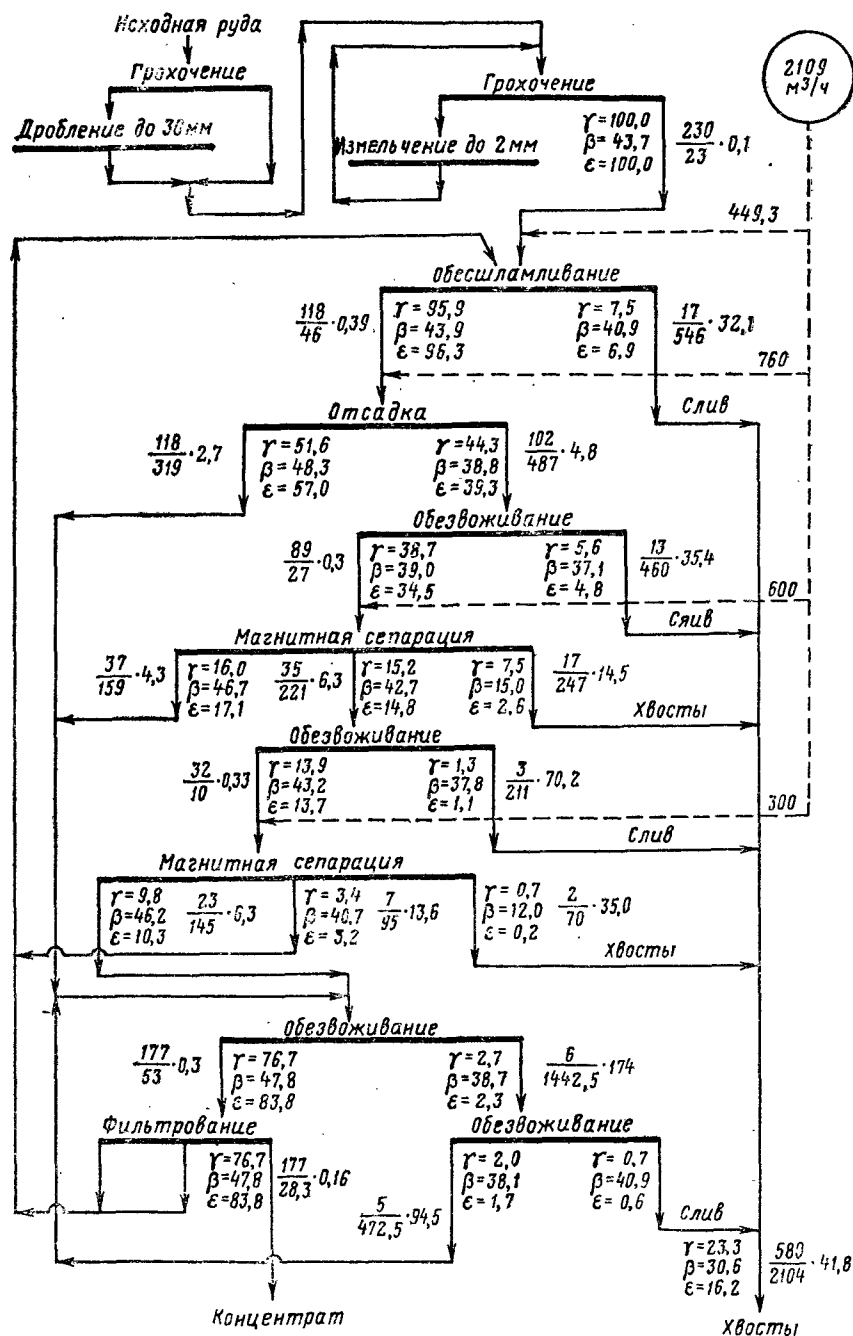 Исходная руда
Грохочение
Дробление до 30мм
Грохочение
Измельчение до 2 мм
γ=100,0
β=43,7
ε=100,0
230/23 · 0,1
2109
м³/ч
449,3
Обесшламливание
118/46 · 0,39
γ=95,9
β=43,9
ε=96,3
γ=7,5
β=40,9
ε=6,9
17/546 · 32,1
760
Слив
Отсадка
118/319 · 2,7
γ=51,6
β=48,3
ε=57,0
γ=44,3
β=38,8
ε=39,3
102/487 · 4,8
Обезвоживание
89/27 · 0,3
γ=38,7
β=39,0
ε=34,5
γ=5,6
β=37,1
ε=4,8
13/460 · 35,4
600
Сяив
Магнитная сепарация
37/159 · 4,3
γ=16,0
β=46,7
ε=17,1
35/221 · 6,3
γ=15,2
β=42,7
ε=14,8
γ=7,5
β=15,0
ε=2,6
17/247 · 14,5
Хвосты
Обезвоживание
32/10 · 0,33
γ=13,9
β=43,2
ε=13,7
γ=1,3
β=37,8
ε=1,1
3/211 · 70,2
300
Слив
Магнитная сепарация
γ=9,8
β=46,2
ε=10,3
23/145 · 6,3
γ=3,4
β=40,7
ε=3,2
7/95 · 13,6
γ=0,7
β=12,0
ε=0,2
2/70 · 35,0
Хвосты
Обезвоживание
177/53 · 0,3
γ=76,7
β=47,8
ε=83,8
γ=2,7
β=38,7
ε=2,3
6/1442,5 · 174
Фильтрование
Обезвоживание
γ=76,7
β=47,8
ε=83,8
177/28,3 · 0,16
5/472,5 · 94,5
γ=2,0
β=38,1
ε=1,7
γ=0,7
β=40,9
ε=0,6
Слив
γ=23,3
β=30,6
ε=16,2
580/2104 · 41,8
Концентрат
Хвосты